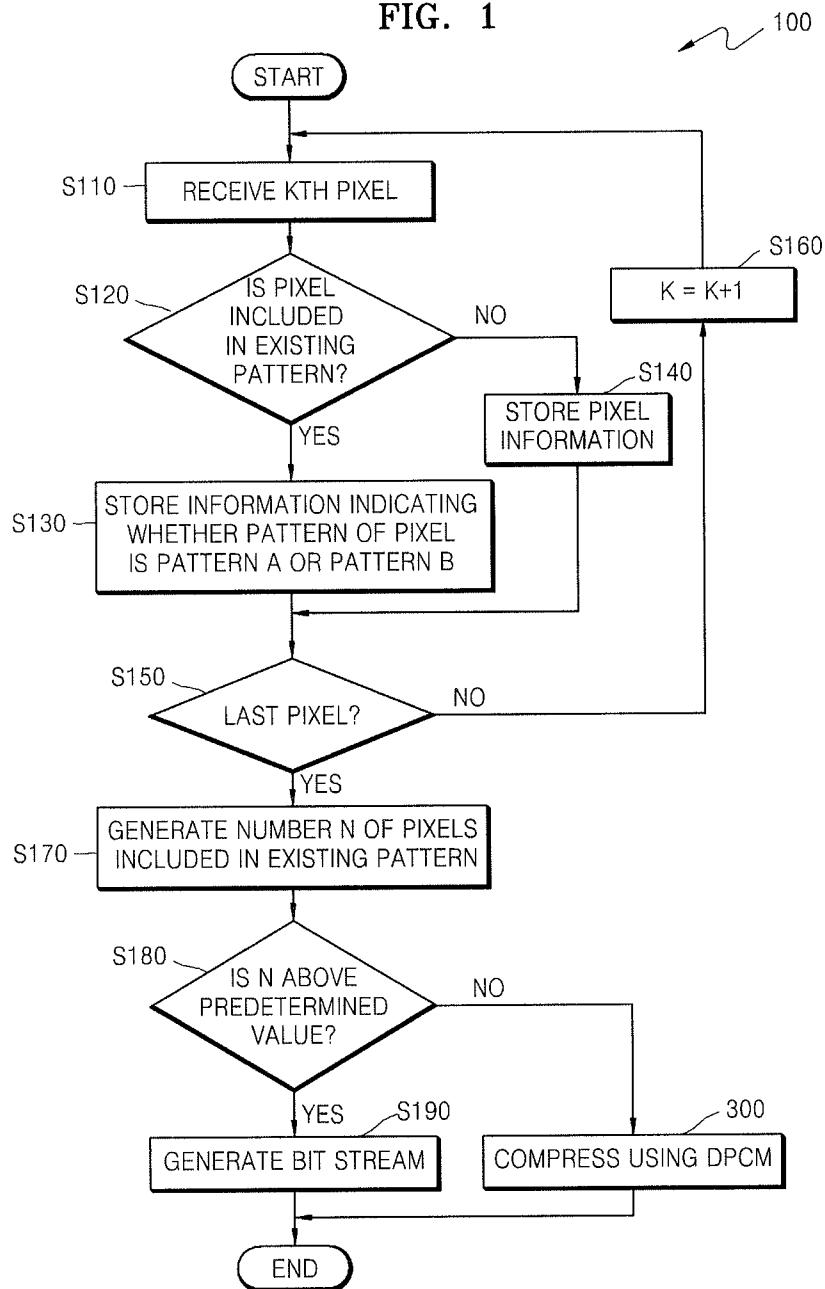 FIG. 1
100
START
S110
RECEIVE KTH PIXEL
S160
K = K+1
S120
IS PIXEL
INCLUDED
IN EXISTING
PATTERN?
NO
S140
STORE PIXEL
INFORMATION
YES
S130
STORE INFORMATION INDICATING
WHETHER PATTERN OF PIXEL
IS PATTERN A OR PATTERN B
S150
LAST PIXEL?
NO
YES
S170
GENERATE NUMBER N OF PIXELS
INCLUDED IN EXISTING PATTERN
S180
IS N ABOVE
PREDETERMINED
VALUE?
NO
YES
S190
GENERATE BIT STREAM
300
COMPRESS USING DPCM
END